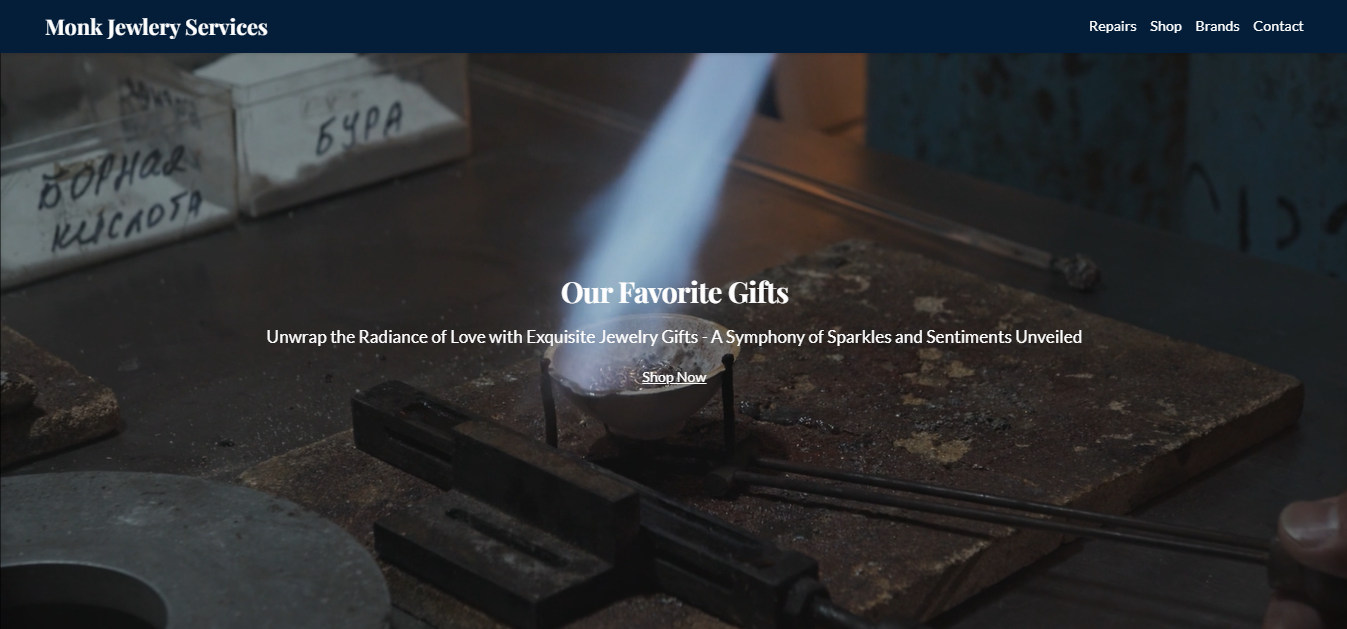 Monk Jewlery Services
Repairs Shop Brands Contact
БУРА
БОРНАЯ
КИСЛОТА
Our Favorite Gifts
Unwrap the Radiance of Love with Exquisite Jewelry Gifts - A Symphony of Sparkles and Sentiments Unveiled
Shop Now